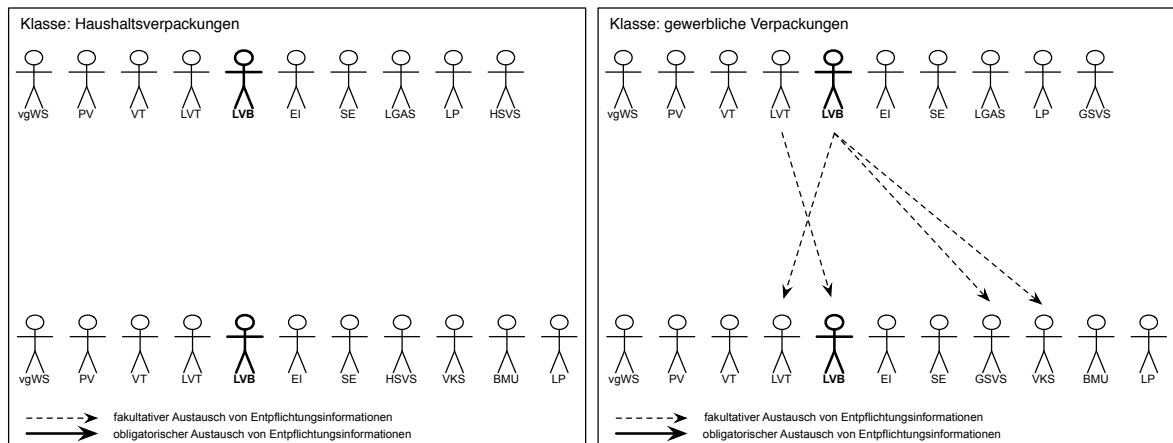 Klasse: Haushaltsverpackungen
vgWS PV VT LVT LVB EI SE LGAS LP HSVS
vgWS PV VT LVT LVB EI SE HSVS VKS BMU LP
fakultativer Austausch von Entpflichtungsinformationen
obligatorischer Austausch von Entpflichtungsinformationen
Klasse: gewerbliche Verpackungen
vgWS PV VT LVT LVB EI SE LGAS LP GSVS
vgWS PV VT LVT LVB EI SE GSVS VKS BMU LP
fakultativer Austausch von Entpflichtungsinformationen
obligatorischer Austausch von Entpflichtungsinformationen